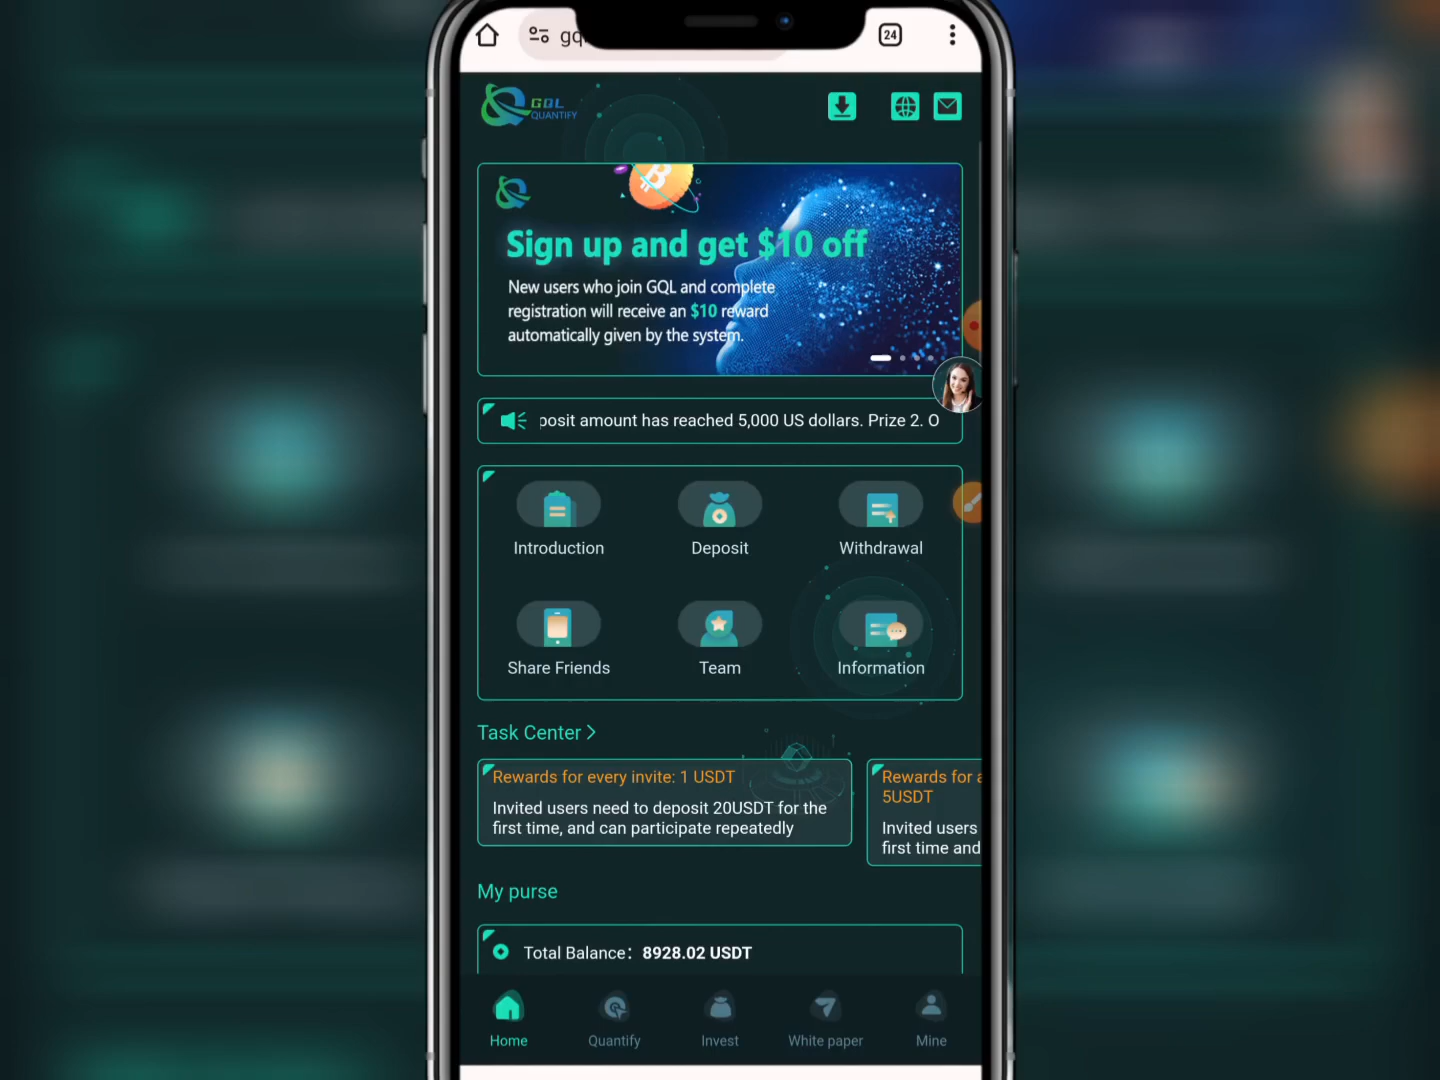 24
GQL
QUANTIFY
Sign up and get $10 off
New users who join GQL and complete
registration will receive an $10 reward
automatically given by the system.
posit amount has reached 5,000 US dollars. Prize 2. O
Introduction
Deposit
Withdrawal
Share Friends
Team
Information
Task Center
Rewards for every invite: 1 USDT
Invited users need to deposit 20USDT for the
first time, and can participate repeatedly
Rewards for a
5USDT
Invited users
first time and
My purse
Total Balance: 8928.02 USDT
Home
Quantify
Invest
White paper
Mine